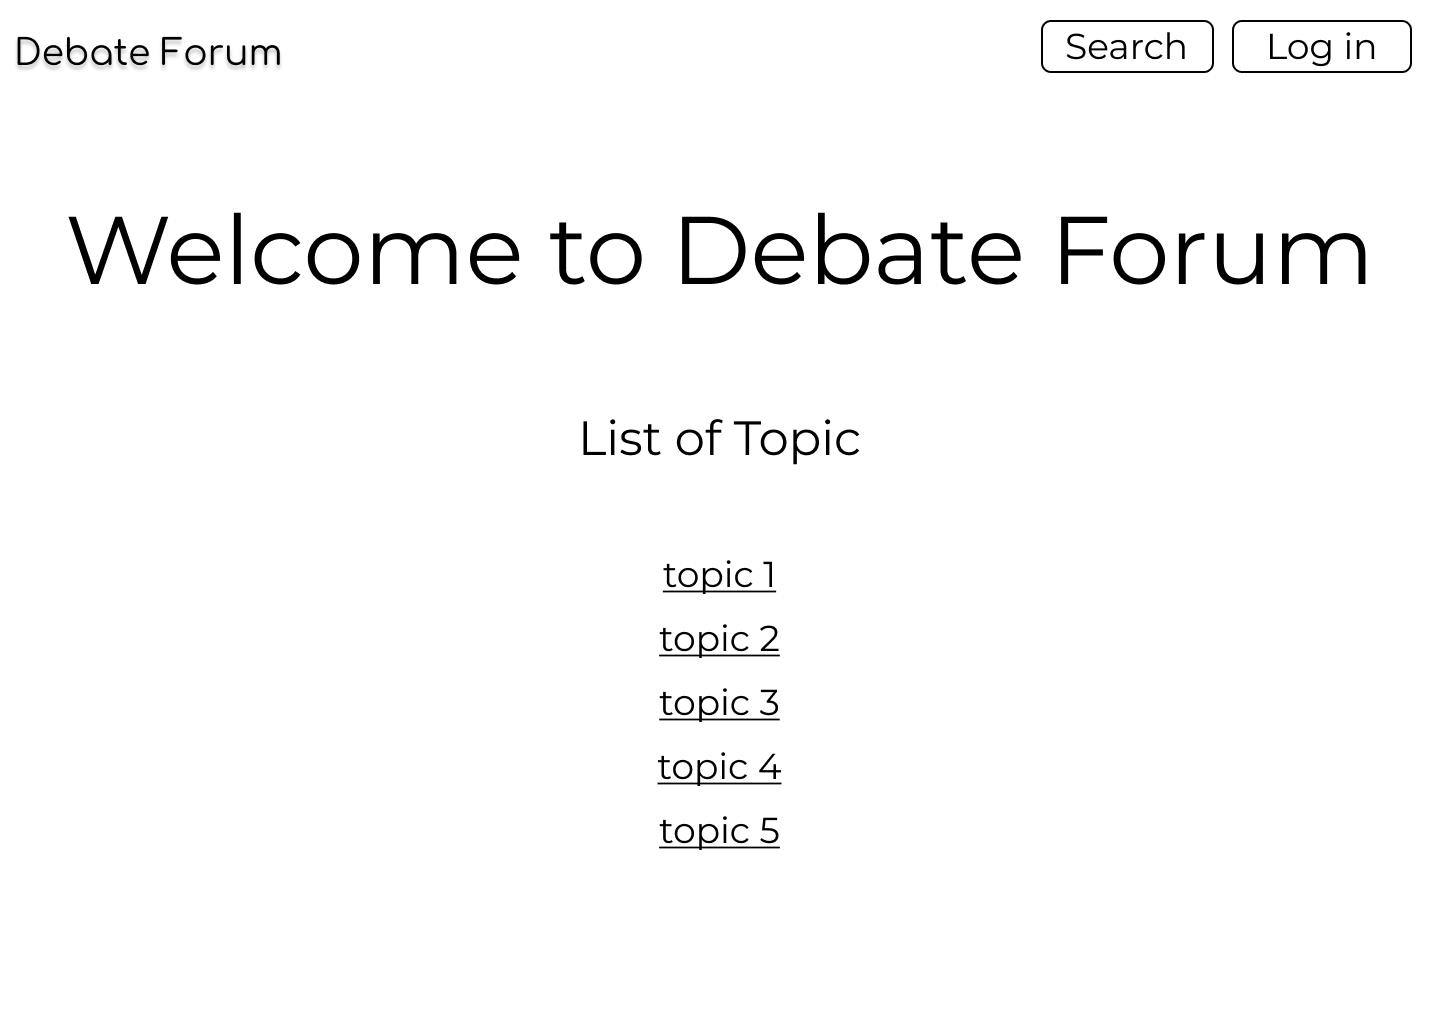 Debate Forum
Search
Log in
Welcome to Debate Forum
List of Topic
topic 1
topic 2
topic 3
topic 4
topic 5